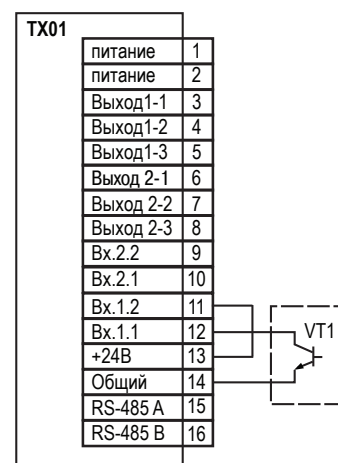 TX01
питание 1
питание 2
Выход1-1 3
Выход1-2 4
Выход1-3 5
Выход 2-1 6
Выход 2-2 7
Выход 2-3 8
Вх.2.2 9
Вх.2.1 10
Вх.1.2 11
Вх.1.1 12
VT1
+24В 13
Общий 14
RS-485 A 15
RS-485 B 16